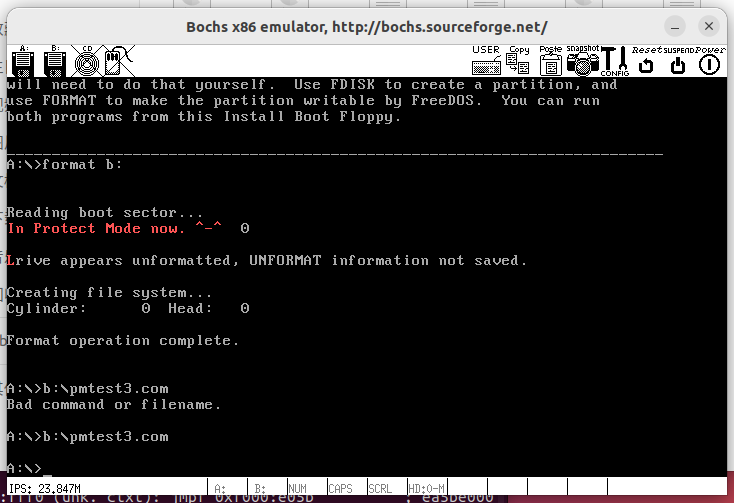 Bochs x86 emulator, http://bochs.sourceforge.net/
A: B: CD USER Copy Paste snapshot CONFIG Reset SUSPEND Power
will need to do that yourself.  Use FDISK to create a partition, and
use FORMAT to make the partition writable by FreeDOS.  You can run
both programs from this Install Boot Floppy.
A:\>format b:
Reading boot sector...
In Protect Mode now. ^-^  0
Lrive appears unformatted, UNFORMAT information not saved.
Creating file system...
Cylinder:      0  Head:   0
Format operation complete.
A:\>b:\pmtest3.com
Bad command or filename.
A:\>b:\pmtest3.com
A:\>_
IPS: 23.847M A: B: NUM CAPS SCRL HD:0-M